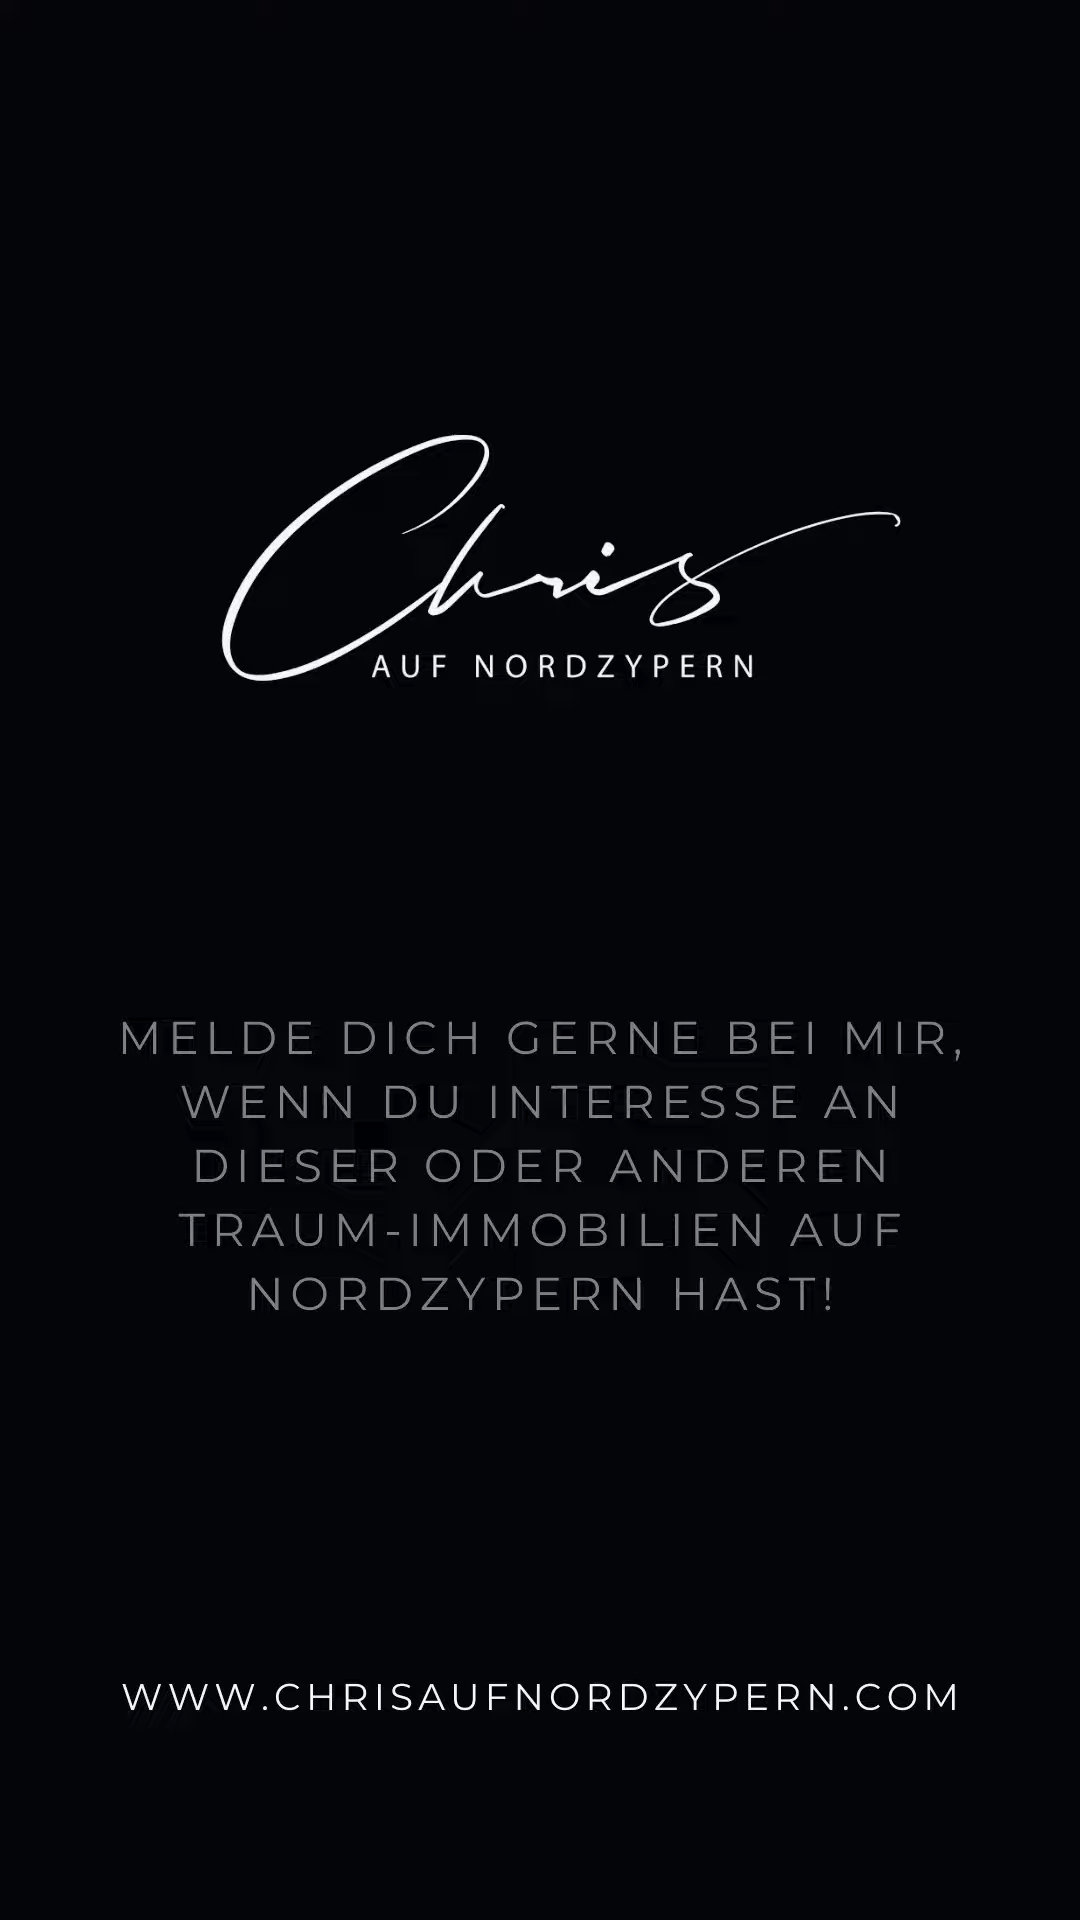 Chris
AUF NORDZYPERN
MELDE DICH GERNE BEI MIR,
WENN DU INTERESSE AN
DIESER ODER ANDEREN
TRAUM-IMMOBILIEN AUF
NORDZYPERN HAST!
WWW.CHRISAUFNORDZYPERN.COM